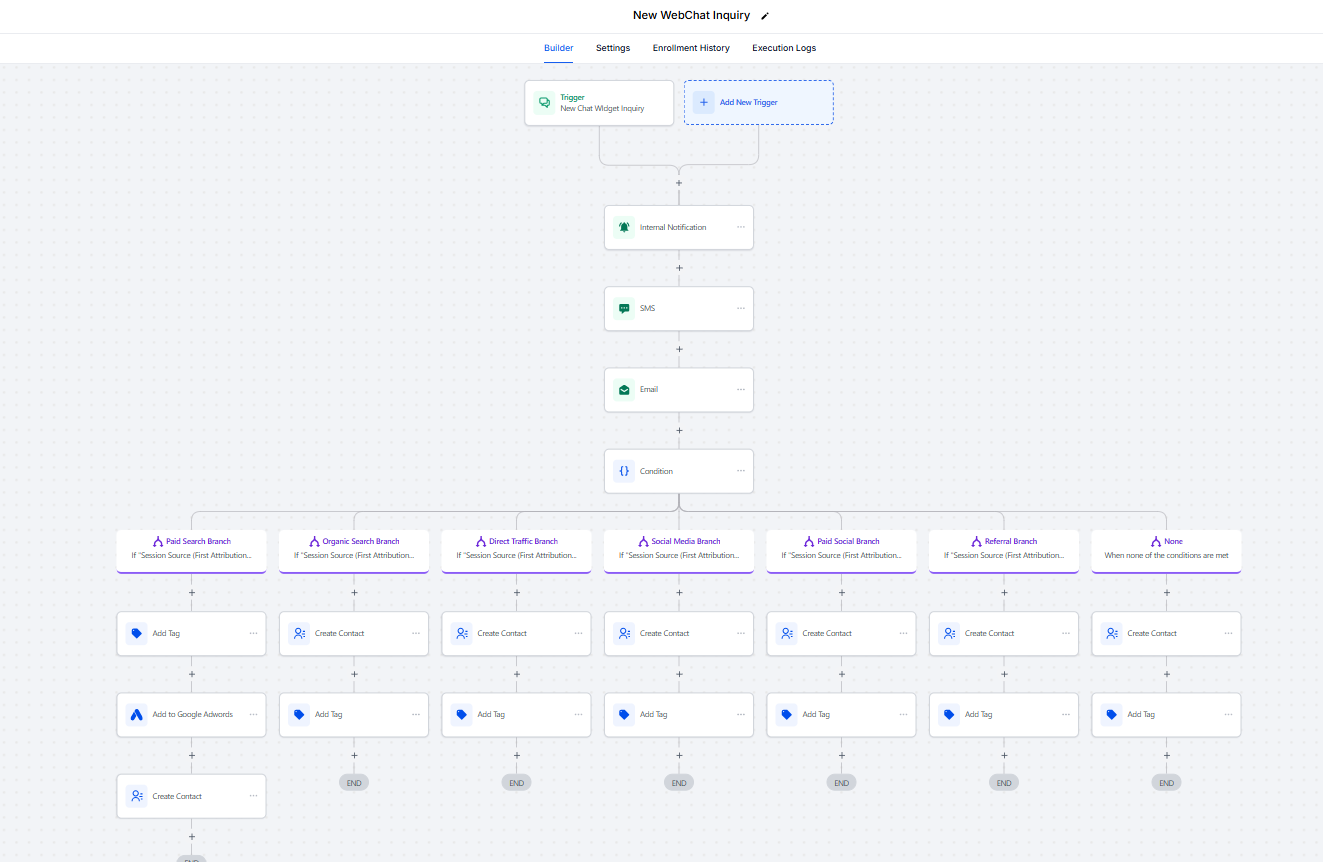 New WebChat Inquiry
Builder Settings Enrollment History Execution Logs
Trigger
New Chat Widget Inquiry
Add New Trigger
Internal Notification
SMS
Email
Condition
Paid Search Branch
If "Session Source (First Attribution...
Organic Search Branch
If "Session Source (First Attribution...
Direct Traffic Branch
If "Session Source (First Attribution...
Social Media Branch
If "Session Source (First Attribution...
Paid Social Branch
If "Session Source (First Attribution...
Referral Branch
If "Session Source (First Attribution...
None
When none of the conditions are met
Add Tag
Create Contact
Create Contact
Create Contact
Create Contact
Create Contact
Create Contact
Add to Google Adwords
Add Tag
Add Tag
Add Tag
Add Tag
Add Tag
Add Tag
Create Contact
END
END
END
END
END
END
END